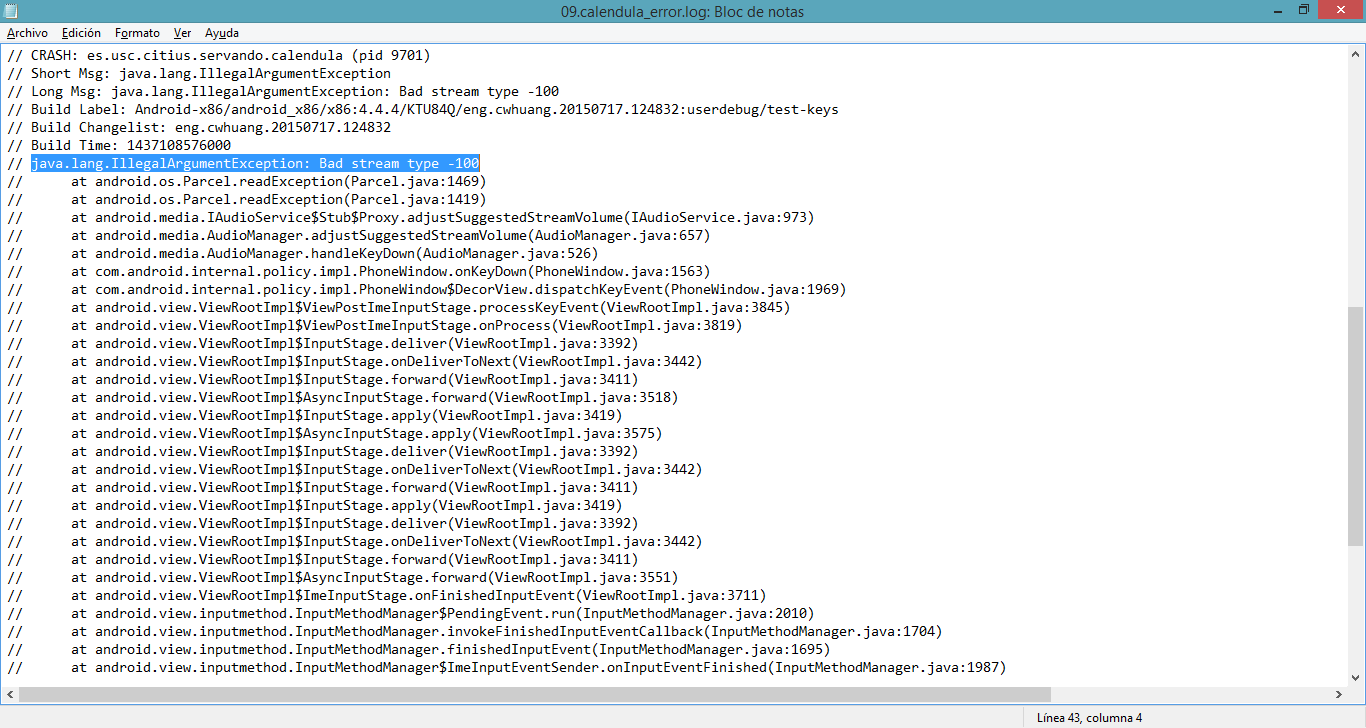 09.calendula_error.log: Bloc de notas
Archivo Edición Formato Ver Ayuda
// CRASH: es.usc.citius.servando.calendula (pid 9701)
// Short Msg: java.lang.IllegalArgumentException
// Long Msg: java.lang.IllegalArgumentException: Bad stream type -100
// Build Label: Android-x86/android_x86/x86:4.4.4/KTU84Q/eng.cwhuang.20150717.124832:userdebug/test-keys
// Build Changelist: eng.cwhuang.20150717.124832
// Build Time: 1437108576000
// java.lang.IllegalArgumentException: Bad stream type -100
// at android.os.Parcel.readException(Parcel.java:1469)
// at android.os.Parcel.readException(Parcel.java:1419)
// at android.media.IAudioService$Stub$Proxy.adjustSuggestedStreamVolume(IAudioService.java:973)
// at android.media.AudioManager.adjustSuggestedStreamVolume(AudioManager.java:657)
// at android.media.AudioManager.handleKeyDown(AudioManager.java:526)
// at com.android.internal.policy.impl.PhoneWindow.onKeyDown(PhoneWindow.java:1563)
// at com.android.internal.policy.impl.PhoneWindow$DecorView.dispatchKeyEvent(PhoneWindow.java:1969)
// at android.view.ViewRootImpl$ViewPostImeInputStage.processKeyEvent(ViewRootImpl.java:3845)
// at android.view.ViewRootImpl$ViewPostImeInputStage.onProcess(ViewRootImpl.java:3819)
// at android.view.ViewRootImpl$InputStage.deliver(ViewRootImpl.java:3392)
// at android.view.ViewRootImpl$InputStage.onDeliverToNext(ViewRootImpl.java:3442)
// at android.view.ViewRootImpl$InputStage.forward(ViewRootImpl.java:3411)
// at android.view.ViewRootImpl$AsyncInputStage.forward(ViewRootImpl.java:3518)
// at android.view.ViewRootImpl$InputStage.apply(ViewRootImpl.java:3419)
// at android.view.ViewRootImpl$AsyncInputStage.apply(ViewRootImpl.java:3575)
// at android.view.ViewRootImpl$InputStage.deliver(ViewRootImpl.java:3392)
// at android.view.ViewRootImpl$InputStage.onDeliverToNext(ViewRootImpl.java:3442)
// at android.view.ViewRootImpl$InputStage.forward(ViewRootImpl.java:3411)
// at android.view.ViewRootImpl$InputStage.apply(ViewRootImpl.java:3419)
// at android.view.ViewRootImpl$InputStage.deliver(ViewRootImpl.java:3392)
// at android.view.ViewRootImpl$InputStage.onDeliverToNext(ViewRootImpl.java:3442)
// at android.view.ViewRootImpl$InputStage.forward(ViewRootImpl.java:3411)
// at android.view.ViewRootImpl$AsyncInputStage.forward(ViewRootImpl.java:3551)
// at android.view.ViewRootImpl$ImeInputStage.onFinishedInputEvent(ViewRootImpl.java:3711)
// at android.view.inputmethod.InputMethodManager$PendingEvent.run(InputMethodManager.java:2010)
// at android.view.inputmethod.InputMethodManager.invokeFinishedInputEventCallback(InputMethodManager.java:1704)
// at android.view.inputmethod.InputMethodManager.finishedInputEvent(InputMethodManager.java:1695)
// at android.view.inputmethod.InputMethodManager$ImeInputEventSender.onInputEventFinished(InputMethodManager.java:1987)
Línea 43, columna 4